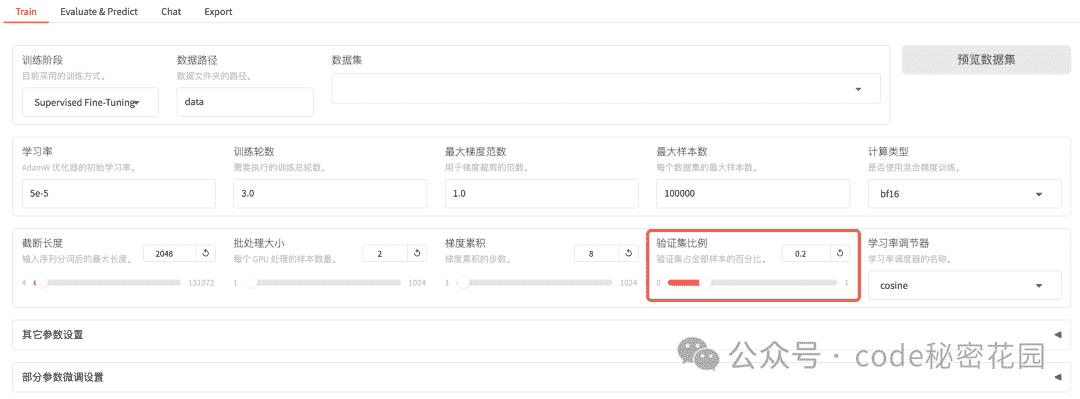 Train Evaluate & Predict Chat Export
训练阶段 数据路径 数据集 预览数据集
目前采用的训练方式。 数据文件夹的路径。
Supervised Fine-Tuning data
学习率 训练轮数 最大梯度范数 最大样本数 计算类型
AdamW 优化器的初始学习率。 需要执行的训练总轮数。 用于梯度裁剪的范数。 每个数据集的最大样本数。 是否使用混合精度训练。
5e-5 3.0 1.0 100000 bf16
截断长度 2048 批处理大小 2 梯度累积 8 验证集比例 0.2 学习率调节器
输入序列分词后的最大长度。 每个 GPU 处理的样本数量。 梯度累积的步数。 验证集占全部样本的百分比。 学习率调度器的名称。
4 131072 1 1024 1 1024 0 1 cosine
其它参数设置
部分参数微调设置
公众号 · code秘密花园